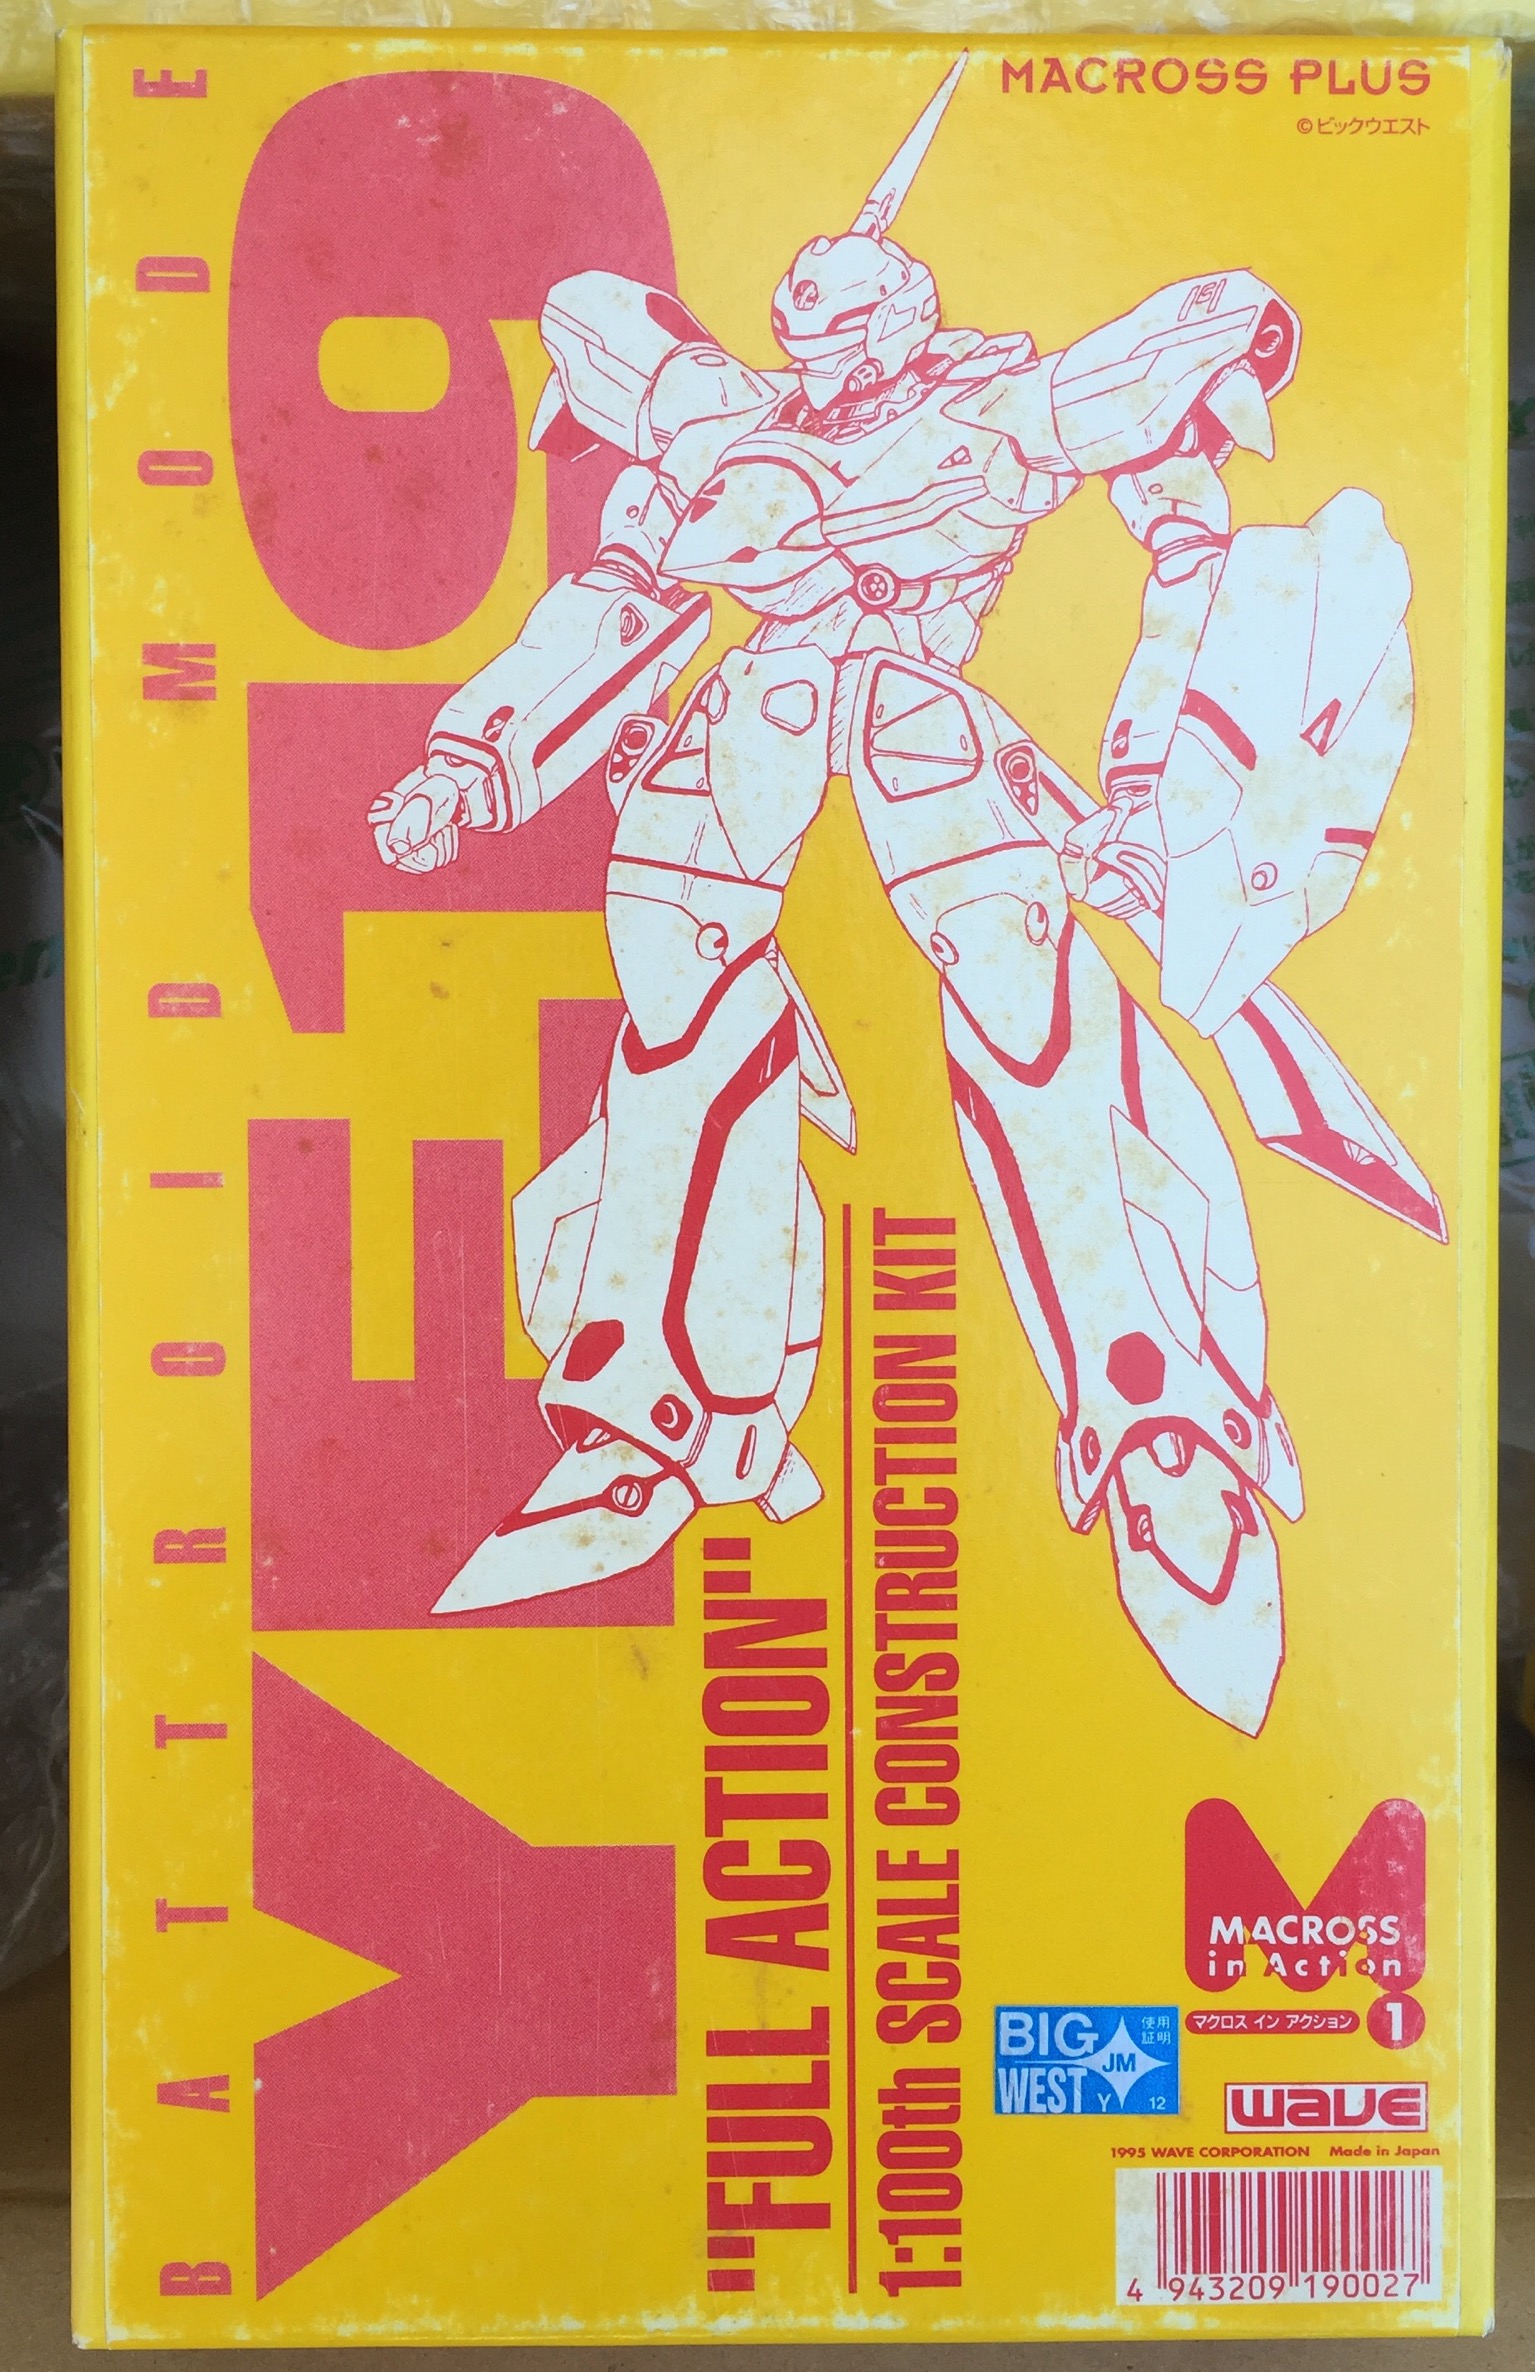 MACROSS PLUS
©ビックウエスト
BATTROID MODE
YF19
"FULL ACTION"
1:100th SCALE CONSTRUCTION KIT
MACROSS
in Action
マクロス イン アクション 1
BIG
WEST
JM
Y 12
使用
証明
wave
1995 WAVE CORPORATION Made in Japan
4 943209 190027